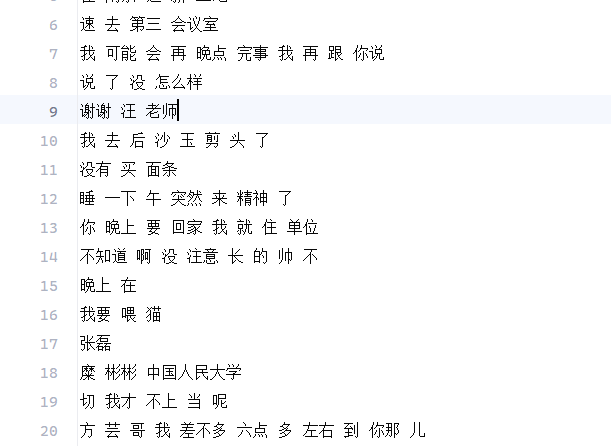 6 速 去 第三 会议室
7 我 可能 会 再 晚点 完事 我 再 跟 你说
8 说 了 没 怎么样
9 谢谢 汪 老师
10 我 去 后 沙 玉 剪 头 了
11 没有 买 面条
12 睡 一下 午 突然 来 精神 了
13 你 晚上 要 回家 我 就 住 单位
14 不知道 啊 没 注意 长 的 帅 不
15 晚上 在
16 我要 喂 猫
17 张磊
18 糜 彬彬 中国人民大学
19 切 我才 不上 当 呢
20 方 芸 哥 我 差不多 六点 多 左右 到 你那 儿